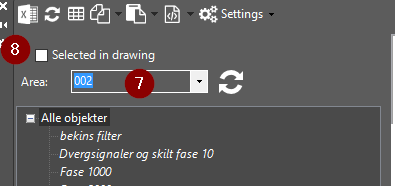 Settings
8
Selected in drawing
Area: 002 7
Alle objekter
bekins filter
Dvergsignaler og skilt fase 10
Fase 1000